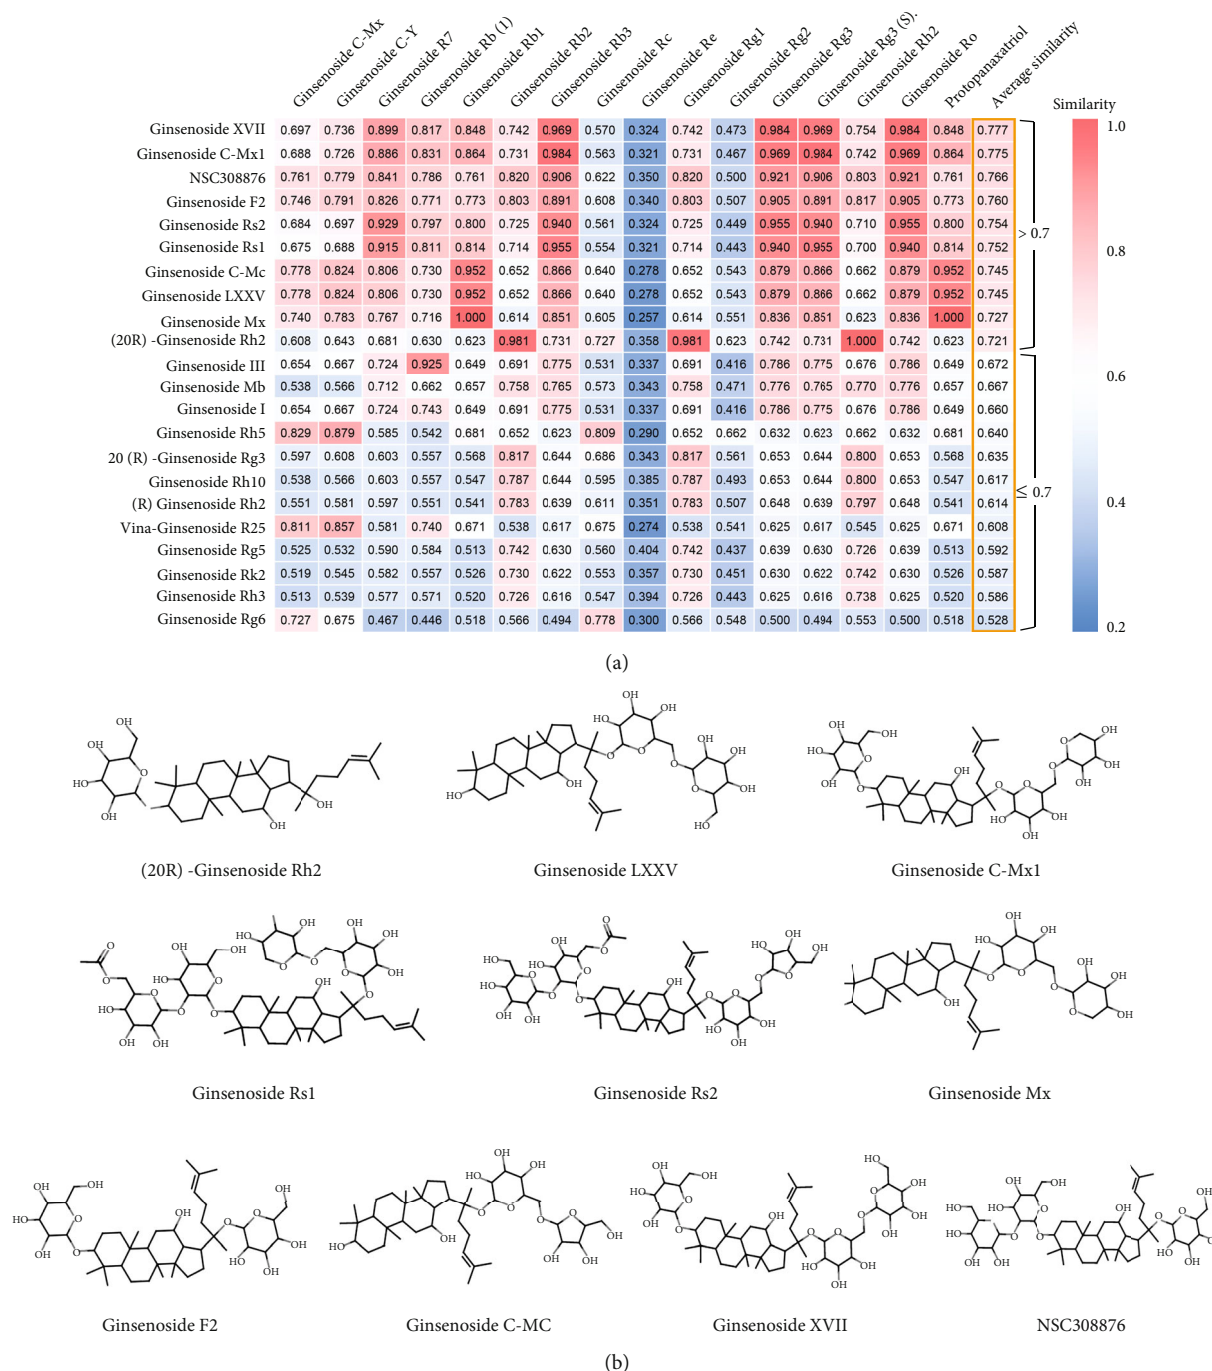 (a)
Ginsenoside C-Mx
Ginsenoside C-Y
Ginsenoside R7
Ginsenoside Rb (1)
Ginsenoside Rb1
Ginsenoside Rb2
Ginsenoside Rb3
Ginsenoside Rc
Ginsenoside Re
Ginsenoside Rg1
Ginsenoside Rg2
Ginsenoside Rg3
Ginsenoside Rg3 (S).
Ginsenoside Rh2
Ginsenoside Ro
Protopanaxatriol
Average similarity
Similarity
Ginsenoside XVII 0.697 0.736 0.899 0.817 0.848 0.742 0.969 0.570 0.324 0.742 0.473 0.984 0.969 0.754 0.984 0.848 0.777
Ginsenoside C-Mx1 0.688 0.726 0.886 0.831 0.864 0.731 0.984 0.563 0.321 0.731 0.467 0.969 0.984 0.742 0.969 0.864 0.775
NSC308876 0.761 0.779 0.841 0.786 0.761 0.820 0.906 0.622 0.350 0.820 0.500 0.921 0.906 0.803 0.921 0.761 0.766
Ginsenoside F2 0.746 0.791 0.826 0.771 0.773 0.803 0.891 0.608 0.340 0.803 0.507 0.905 0.891 0.817 0.905 0.773 0.760
Ginsenoside Rs2 0.684 0.697 0.929 0.797 0.800 0.725 0.940 0.561 0.324 0.725 0.449 0.955 0.940 0.710 0.955 0.800 0.754
Ginsenoside Rs1 0.675 0.688 0.915 0.811 0.814 0.714 0.955 0.554 0.321 0.714 0.443 0.940 0.955 0.700 0.940 0.814 0.752
Ginsenoside C-Mc 0.778 0.824 0.806 0.730 0.952 0.652 0.866 0.640 0.278 0.652 0.543 0.879 0.866 0.662 0.879 0.952 0.745
Ginsenoside LXXV 0.778 0.824 0.806 0.730 0.952 0.652 0.866 0.640 0.278 0.652 0.543 0.879 0.866 0.662 0.879 0.952 0.745
Ginsenoside Mx 0.740 0.783 0.767 0.716 1.000 0.614 0.851 0.605 0.257 0.614 0.551 0.836 0.851 0.623 0.836 1.000 0.727
(20R) -Ginsenoside Rh2 0.608 0.643 0.681 0.630 0.623 0.981 0.731 0.727 0.358 0.981 0.623 0.742 0.731 1.000 0.742 0.623 0.721
Ginsenoside III 0.654 0.667 0.724 0.925 0.649 0.691 0.775 0.531 0.337 0.691 0.416 0.786 0.775 0.676 0.786 0.649 0.672
Ginsenoside Mb 0.538 0.566 0.712 0.662 0.657 0.758 0.765 0.573 0.343 0.758 0.471 0.776 0.765 0.770 0.776 0.657 0.667
Ginsenoside I 0.654 0.667 0.724 0.743 0.649 0.691 0.775 0.531 0.337 0.691 0.416 0.786 0.775 0.676 0.786 0.649 0.660
Ginsenoside Rh5 0.829 0.879 0.585 0.542 0.681 0.652 0.623 0.809 0.290 0.652 0.662 0.632 0.623 0.662 0.632 0.681 0.640
20 (R) -Ginsenoside Rg3 0.597 0.608 0.603 0.557 0.568 0.817 0.644 0.686 0.343 0.817 0.561 0.653 0.644 0.800 0.653 0.568 0.635
Ginsenoside Rh10 0.538 0.566 0.603 0.557 0.547 0.787 0.644 0.595 0.385 0.787 0.493 0.653 0.644 0.800 0.653 0.547 0.617
(R) Ginsenoside Rh2 0.551 0.581 0.597 0.551 0.541 0.783 0.639 0.611 0.351 0.783 0.507 0.648 0.639 0.797 0.648 0.541 0.614
Vina-Ginsenoside R25 0.811 0.857 0.581 0.740 0.671 0.538 0.617 0.675 0.274 0.538 0.541 0.625 0.617 0.545 0.625 0.671 0.608
Ginsenoside Rg5 0.525 0.532 0.590 0.584 0.513 0.742 0.630 0.560 0.404 0.742 0.437 0.639 0.630 0.726 0.639 0.513 0.592
Ginsenoside Rk2 0.519 0.545 0.582 0.557 0.526 0.730 0.622 0.553 0.357 0.730 0.451 0.630 0.622 0.742 0.630 0.526 0.587
Ginsenoside Rh3 0.513 0.539 0.577 0.571 0.520 0.726 0.616 0.547 0.394 0.726 0.443 0.625 0.616 0.738 0.625 0.520 0.586
Ginsenoside Rg6 0.727 0.675 0.467 0.446 0.518 0.566 0.494 0.778 0.300 0.566 0.548 0.500 0.494 0.553 0.500 0.518 0.528
> 0.7
≤ 0.7
1.0
0.8
0.6
0.4
0.2
(20R) -Ginsenoside Rh2
Ginsenoside LXXV
Ginsenoside C-Mx1
Ginsenoside Rs1
Ginsenoside Rs2
Ginsenoside Mx
Ginsenoside F2
Ginsenoside C-MC
Ginsenoside XVII
NSC308876
(b)